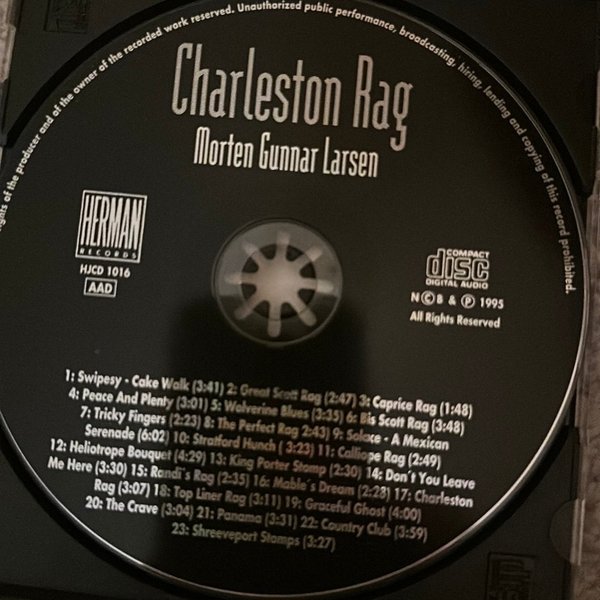 ghts of the producer and of the owner of the recorded work reserved. Unauthorized public performance, broadcasting, hiring, lending and copying of this record prohibited.
Charleston Rag
Morten Gunnar Larsen
HERMAN
RECORDS
HJCD 1016
AAD
COMPACT
disc
DIGITAL AUDIO
N©B & ℗ 1995
All Rights Reserved
1: Swipesy - Cake Walk (3:41) 2: Great Scott Rag (2:47) 3: Caprice Rag (1:48)
4: Peace And Plenty (3:01) 5: Wolverine Blues (3:35) 6: Bis Scott Rag (3:48)
7: Tricky Fingers (2:23) 8: The Perfect Rag 2:43) 9: Solace - A Mexican
Serenade (6:02) 10: Stratford Hunch ( 3:23) 11: Calliope Rag (2:49)
12: Heliotrope Bouquet (4:29) 13: King Porter Stomp (2:30) 14: Don´t You Leave
Me Here (3:30) 15: Randi´s Rag (2:35) 16: Mable´s Dream (2:28) 17: Charleston
Rag (3:07) 18: Top Liner Rag (3:11) 19: Graceful Ghost (4:00)
20: The Crave (3:04) 21: Panama (3:31) 22: Country Club (3:59)
23: Shreeveport Stomps (3:27)